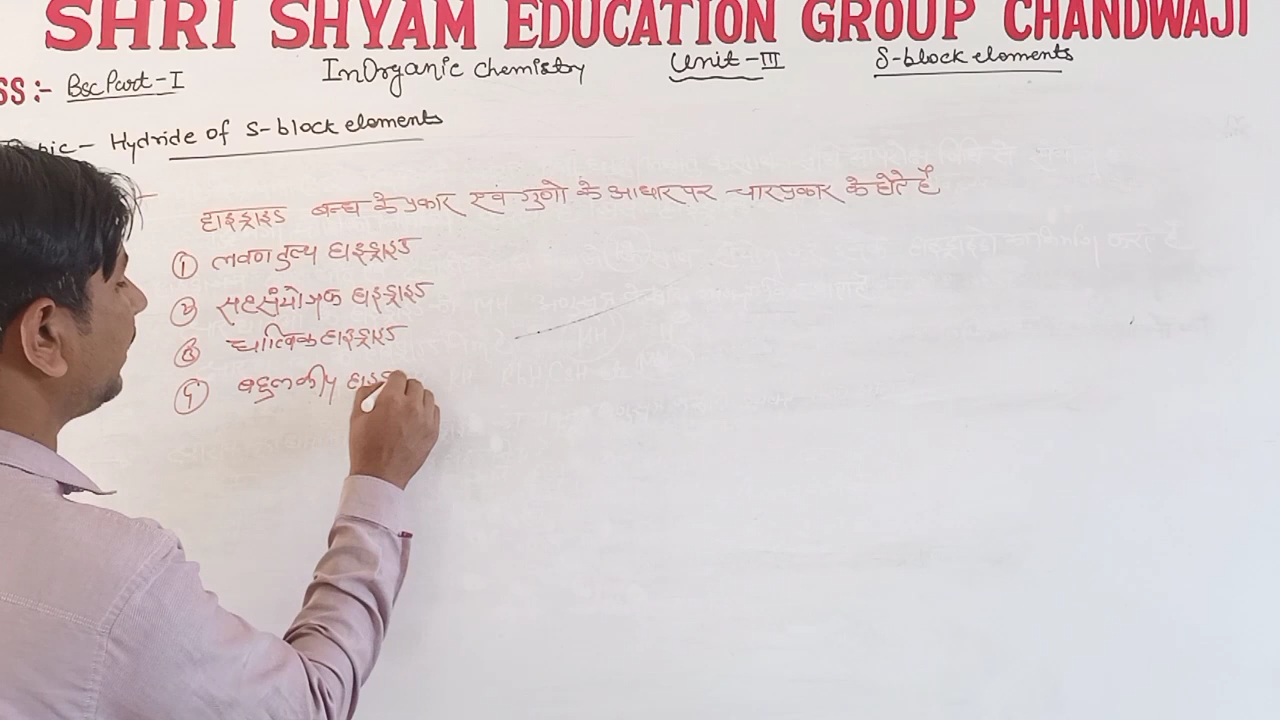 SHRI SHYAM EDUCATION GROUP CHANDWAJI
SS:- Bsc Part-I InOrganic chemistry Unit-III S-block elements
pic- Hydride of S-block elements
हाइड्राइड बन्ध के प्रकार एवं गुणो के आधार पर चार प्रकार के होते है
① लवण तुल्य हाइड्राइड
② सहसंयोजक हाइड्राइड
③ धात्विक हाइड्राइड
④ बहुलकीय हाइड